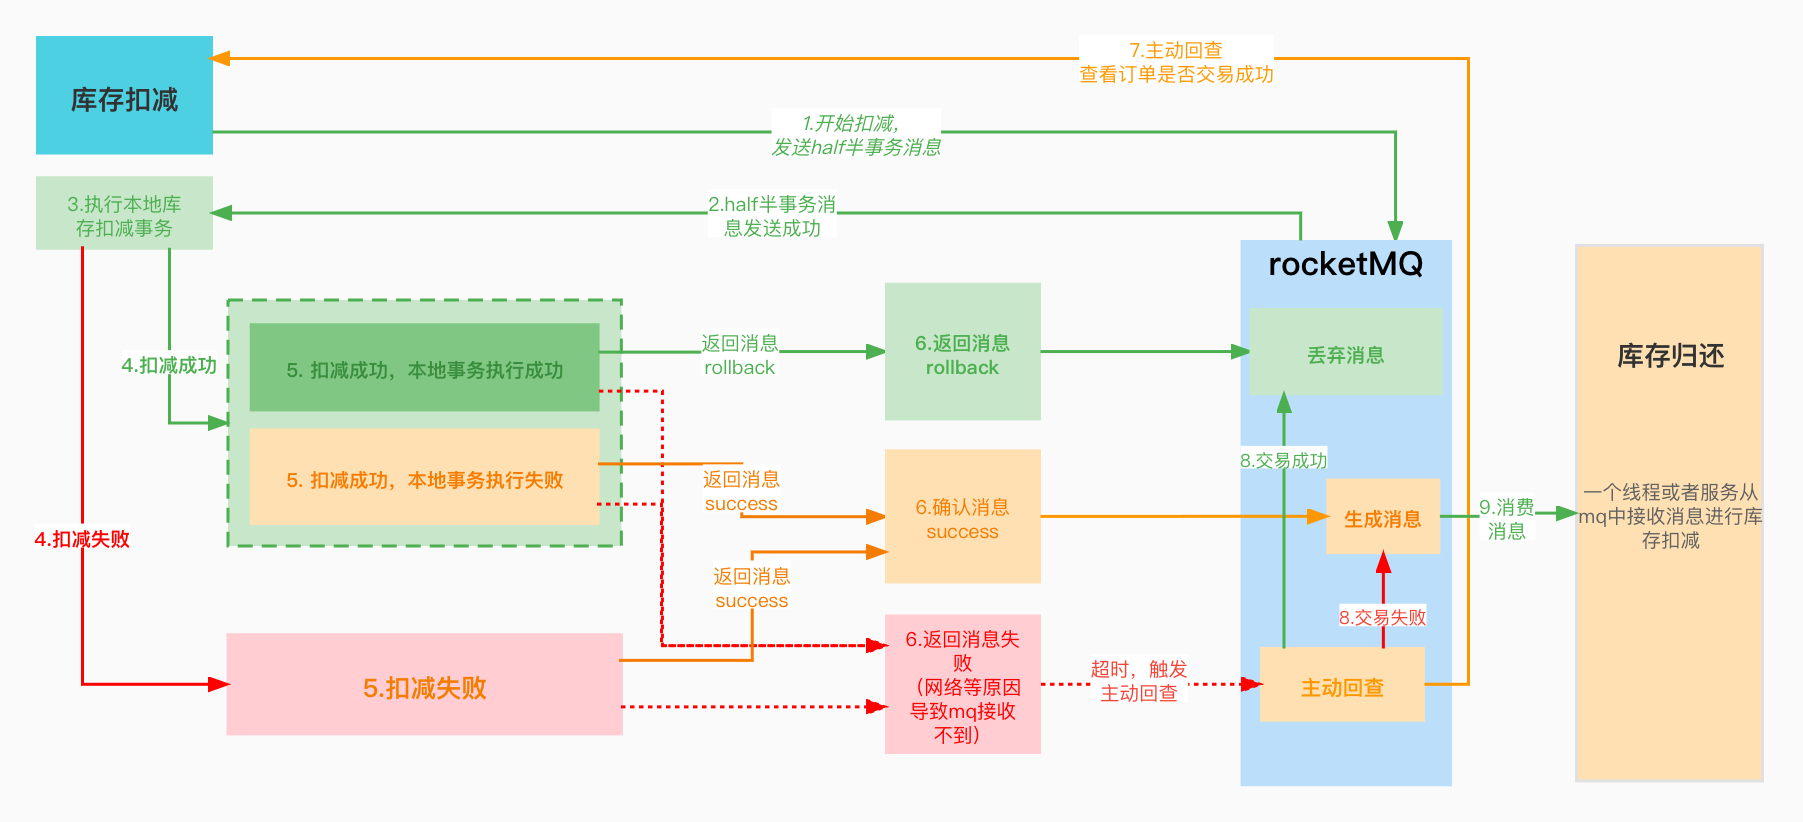 7.主动回查
查看订单是否交易成功
库存扣减
1.开始扣减，
发送half半事务消息
3.执行本地库
存扣减事务
2.half半事务消
息发送成功
rocketMQ
5. 扣减成功，本地事务执行成功
返回消息
rollback
6.返回消息
rollback
丢弃消息
库存归还
4.扣减成功
5. 扣减成功，本地事务执行失败
返回消息
success
6.确认消息
success
8.交易成功
生成消息
9.消费
消息
一个线程或者服务从
mq中接收消息进行库
存扣减
4.扣减失败
返回消息
success
8.交易失败
5.扣减失败
6.返回消息失
败
（网络等原因
导致mq接收
不到）
超时，触发
主动回查
主动回查